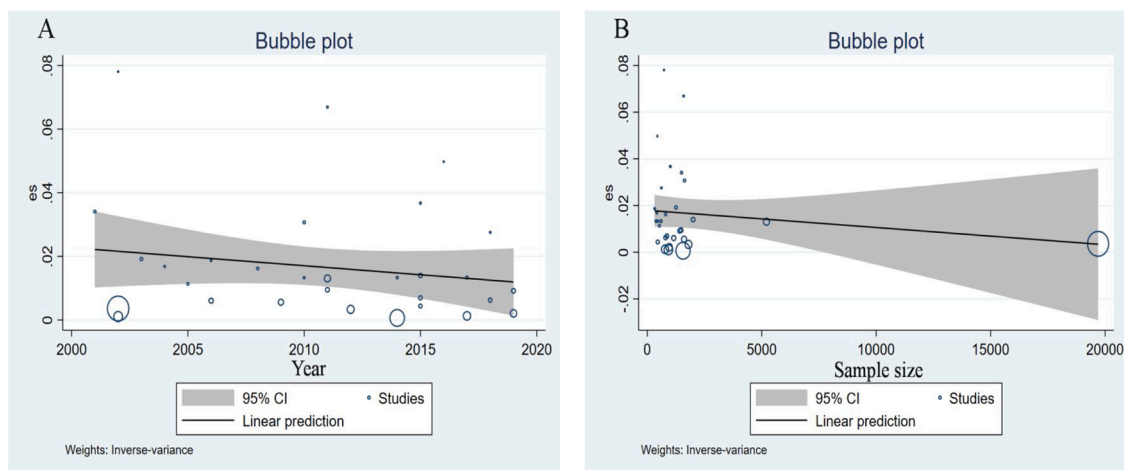 A
Bubble plot
.08
.06
.04
.02
0
es
2000 2005 2010 2015 2020
Year
95% CI Studies
Linear prediction
Weights: Inverse-variance
B
Bubble plot
.08
.06
.04
.02
0
-.02
es
0 5000 10000 15000 20000
Sample size
95% CI Studies
Linear prediction
Weights: Inverse-variance